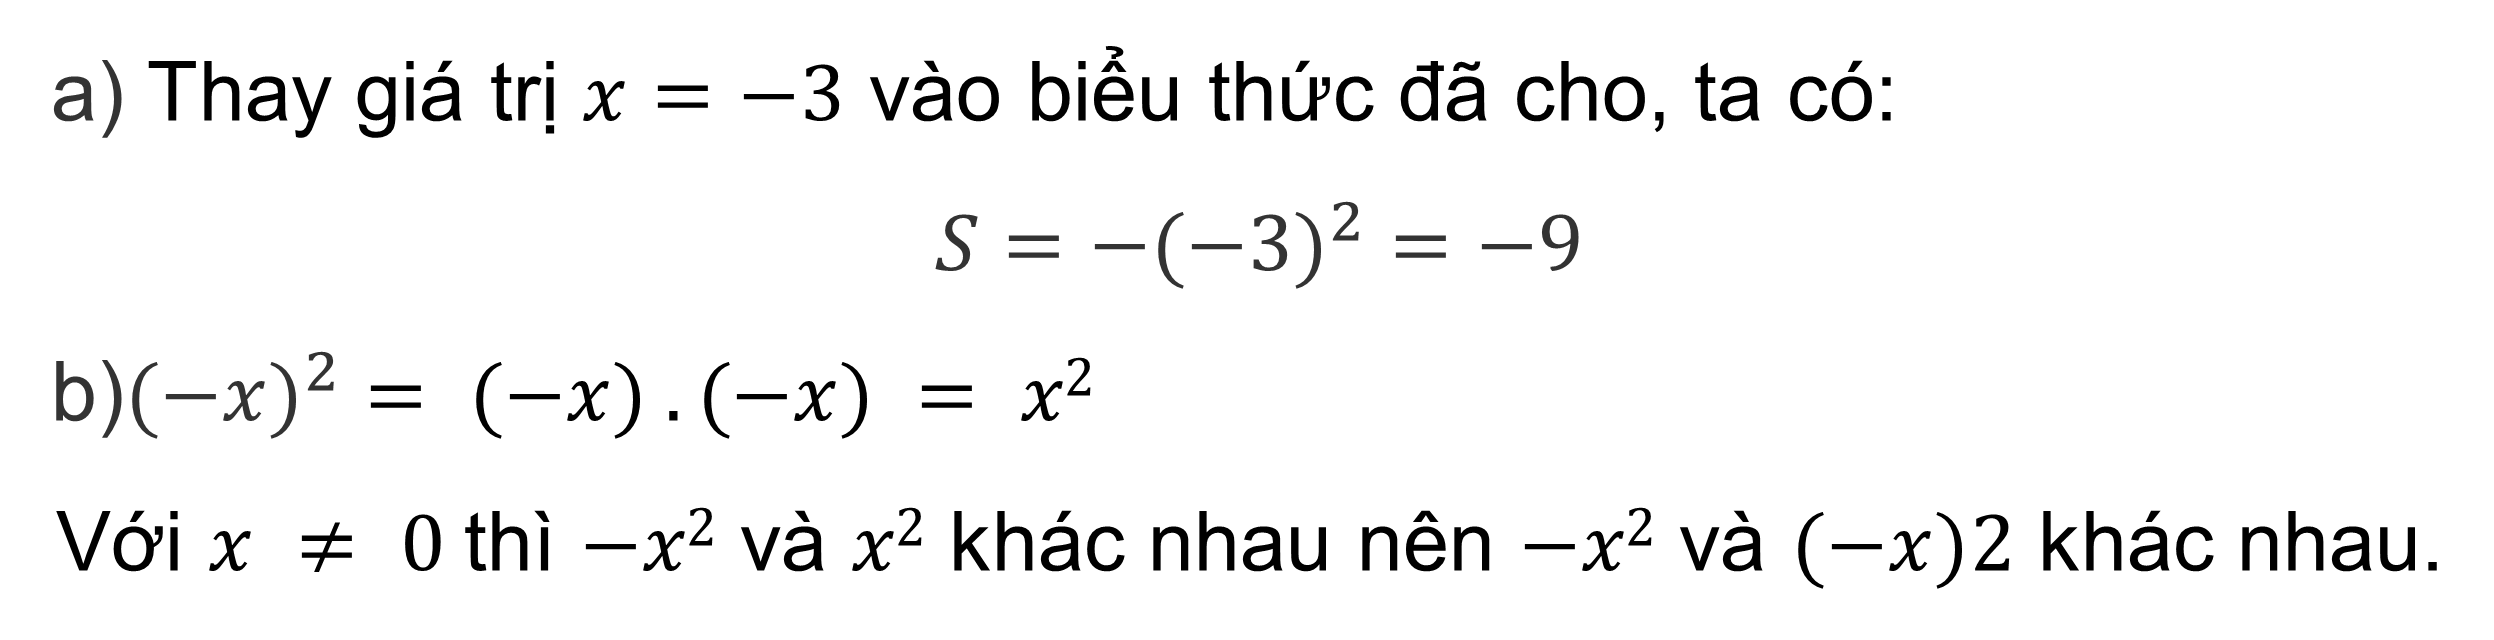 a) Thay giá trị x = −3 vào biểu thức đã cho, ta có:
S = −(−3)² = −9
b)(−x)² = (−x).(−x) = x²
Với x ≠ 0 thì −x² và x² khác nhau nên −x² và (−x)2 khác nhau.